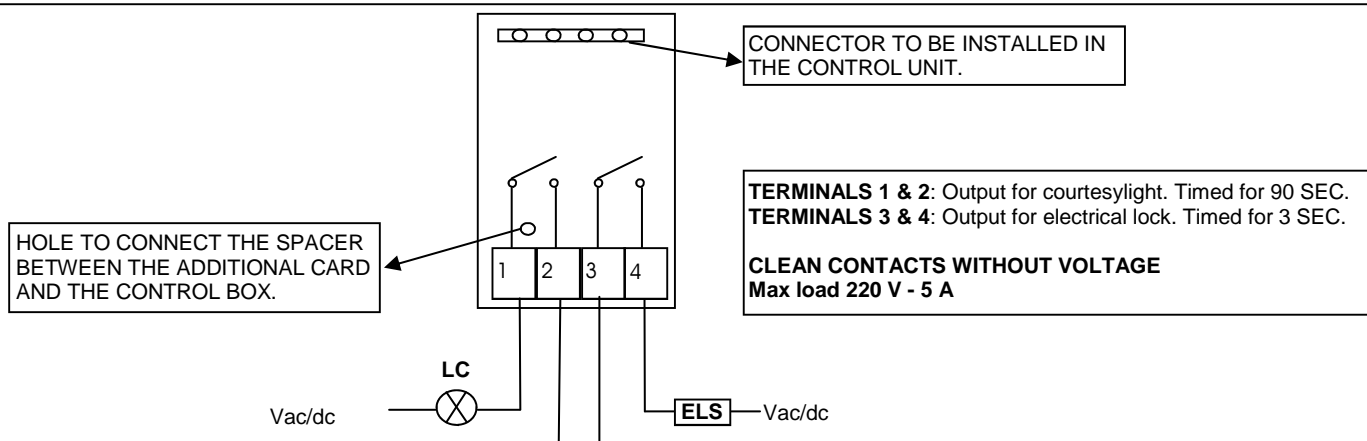 CONNECTOR TO BE INSTALLED IN
THE CONTROL UNIT.
TERMINALS 1 & 2: Output for courtesylight. Timed for 90 SEC.
TERMINALS 3 & 4: Output for electrical lock. Timed for 3 SEC.
CLEAN CONTACTS WITHOUT VOLTAGE
Max load 220 V - 5 A
HOLE TO CONNECT THE SPACER
BETWEEN THE ADDITIONAL CARD
AND THE CONTROL BOX.
1 2 3 4
LC
Vac/dc
ELS
Vac/dc